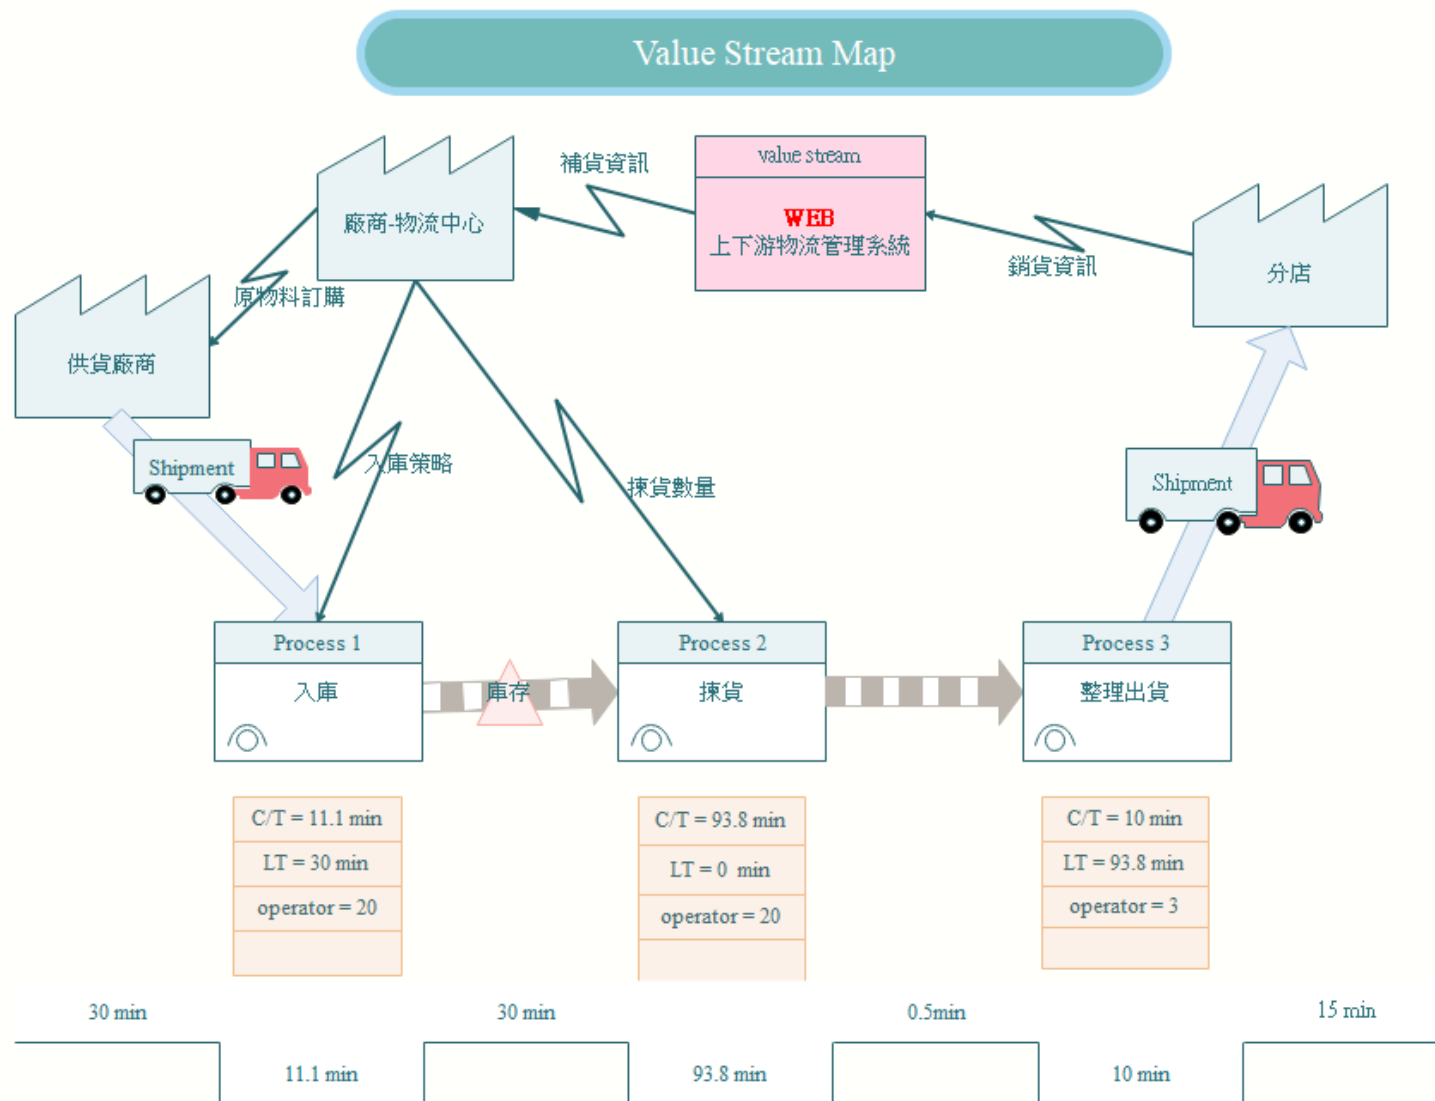 Value Stream Map
補貨資訊
value stream
廠商-物流中心
WEB
上下游物流管理系統
銷貨資訊
分店
原物料訂購
供貨廠商
Shipment
入庫策略
揀貨數量
Shipment
Process 1
入庫
庫存
Process 2
揀貨
Process 3
整理出貨
C/T = 11.1 min
LT = 30 min
operator = 20
C/T = 93.8 min
LT = 0 min
operator = 20
C/T = 10 min
LT = 93.8 min
operator = 3
30 min
30 min
0.5min
15 min
11.1 min
93.8 min
10 min